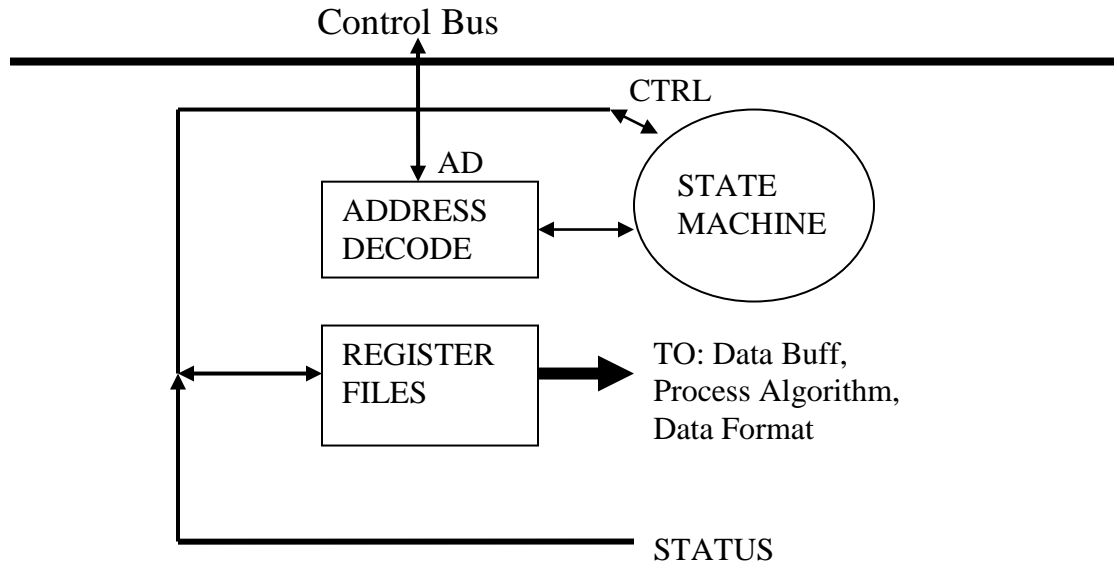 Control Bus
CTRL
AD
ADDRESS
DECODE
STATE
MACHINE
REGISTER
FILES
TO: Data Buff,
Process Algorithm,
Data Format
STATUS